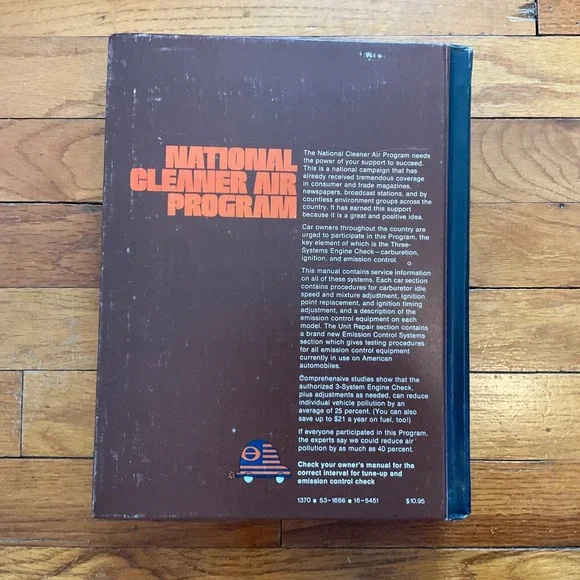 NATIONAL
CLEANER AIR
PROGRAM
The National Cleaner Air Program needs
the power of your support to succeed.
This is a national campaign that has
already received tremendous coverage
in consumer and trade magazines,
newspapers, broadcast stations, and by
countless environment groups across the
country. It has earned this support
because it is a great and positive idea.
Car owners throughout the country are
urged to participate in this Program, the
key element of which is the Three-
Systems Engine Check—carburetion,
ignition, and emission control.
This manual contains service information
on all of these systems. Each car section
contains procedures for carburetor idle
speed and mixture adjustment, ignition
point replacement, and ignition timing
adjustment, and a description of the
emission control equipment on each
model. The Unit Repair section contains
a brand new Emission Control Systems
section which gives testing procedures
for all emission control equipment
currently in use on American
automobiles.
Comprehensive studies show that the
authorized 3-System Engine Check,
plus adjustments as needed, can reduce
individual vehicle pollution by an
average of 25 percent. (You can also
save up to $21 a year on fuel, too!)
If everyone participated in this Program,
the experts say we could reduce air
pollution by as much as 40 percent.
Check your owner's manual for the
correct interval for tune-up and
emission control check
1370 ■ 53-1666 ■ 16-5451 $10.95